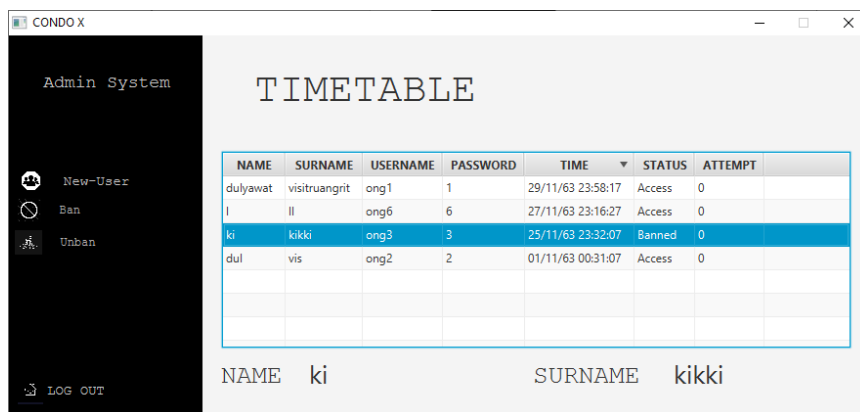 CONDO X
Admin System
TIMETABLE
New-User
Ban
Unban
NAME SURNAME USERNAME PASSWORD TIME STATUS ATTEMPT
dulyawat visitruangrit ong1 1 29/11/63 23:58:17 Access 0
l ll ong6 6 27/11/63 23:16:27 Access 0
ki kikki ong3 3 25/11/63 23:32:07 Banned 0
dul vis ong2 2 01/11/63 00:31:07 Access 0
NAME ki SURNAME kikki
LOG OUT